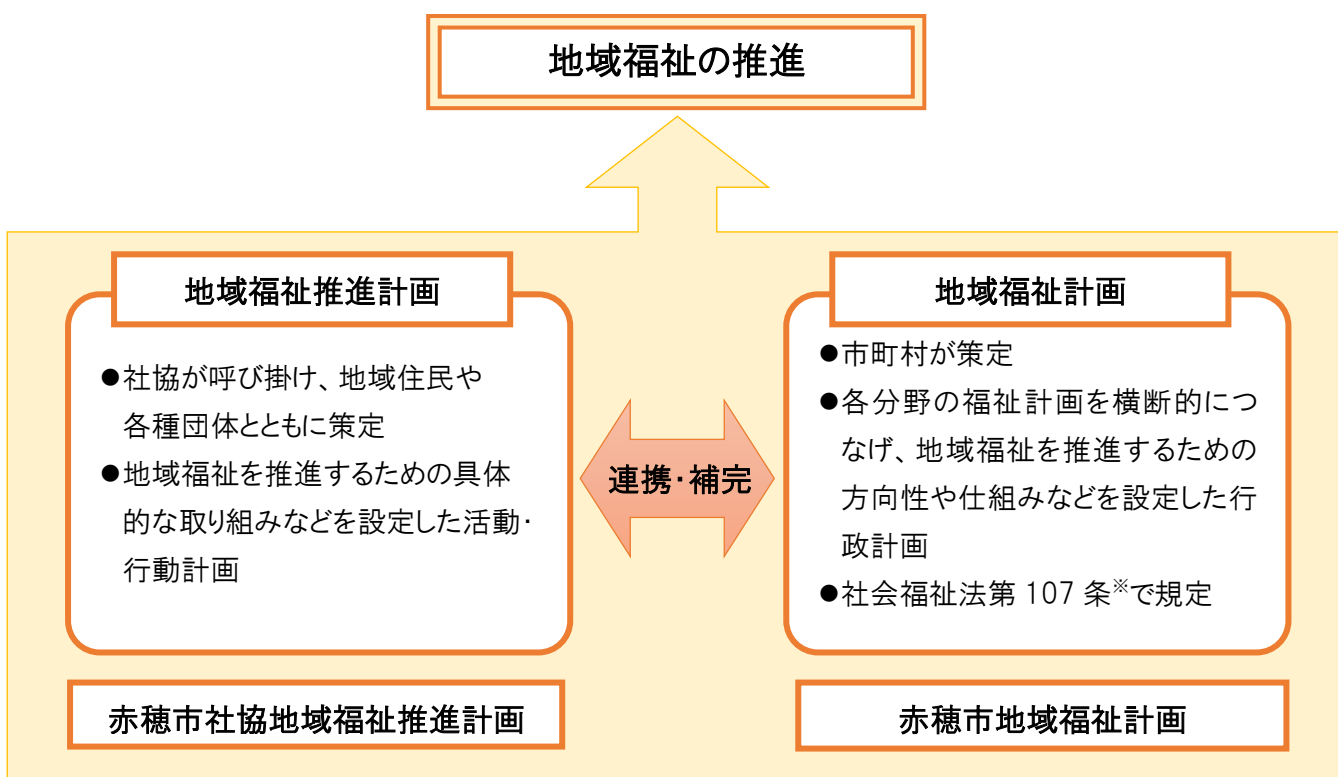 地域福祉の推進
地域福祉推進計画
●社協が呼び掛け、地域住民や
各種団体とともに策定
●地域福祉を推進するための具体
的な取り組みなどを設定した活動・
行動計画
赤穂市社協地域福祉推進計画
連携・補完
地域福祉計画
●市町村が策定
●各分野の福祉計画を横断的につ
なげ、地域福祉を推進するための
方向性や仕組みなどを設定した行
政計画
●社会福祉法第 107 条※で規定
赤穂市地域福祉計画